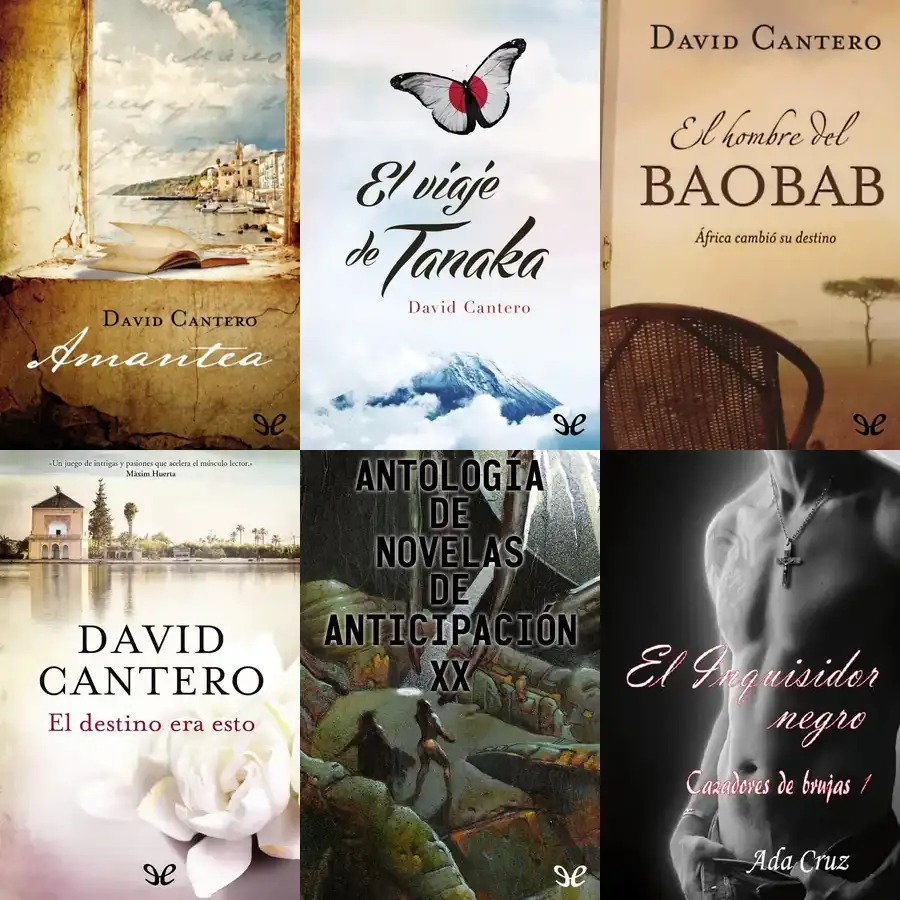 DAVID CANTERO
Amantea
El viaje
de Tanaka
David Cantero
DAVID CANTERO
El hombre del
BAOBAB
África cambió su destino
«Un juego de intrigas y pasiones que acelera el músculo lector.»
Màxim Huerta
DAVID
CANTERO
El destino era esto
ANTOLOGÍA
DE
NOVELAS
DE
ANTICIPACIÓN
XX
El Inquisidor
negro
Cazadores de brujas 1
Ada Cruz